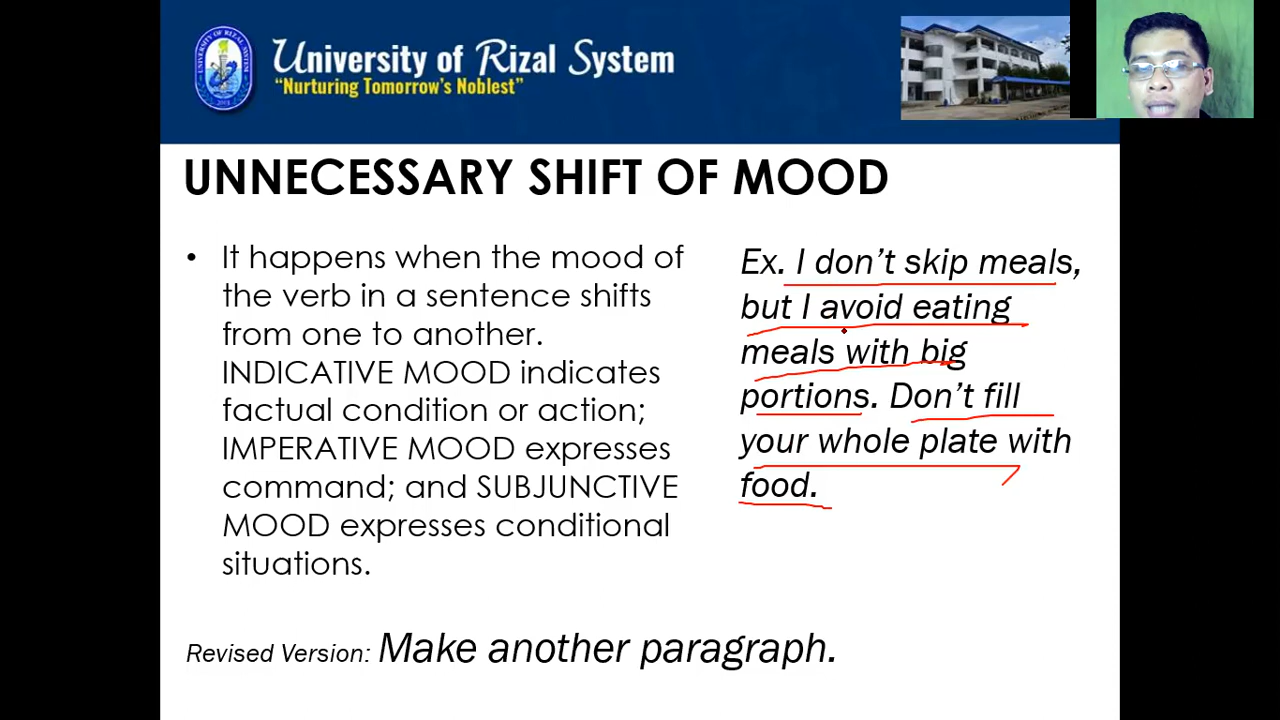 University of Rizal System
"Nurturing Tomorrow's Noblest"
UNNECESSARY SHIFT OF MOOD
• It happens when the mood of
the verb in a sentence shifts
from one to another.
INDICATIVE MOOD indicates
factual condition or action;
IMPERATIVE MOOD expresses
command; and SUBJUNCTIVE
MOOD expresses conditional
situations.
Ex. I don't skip meals,
but I avoid eating
meals with big
portions. Don't fill
your whole plate with
food.
Revised Version: Make another paragraph.